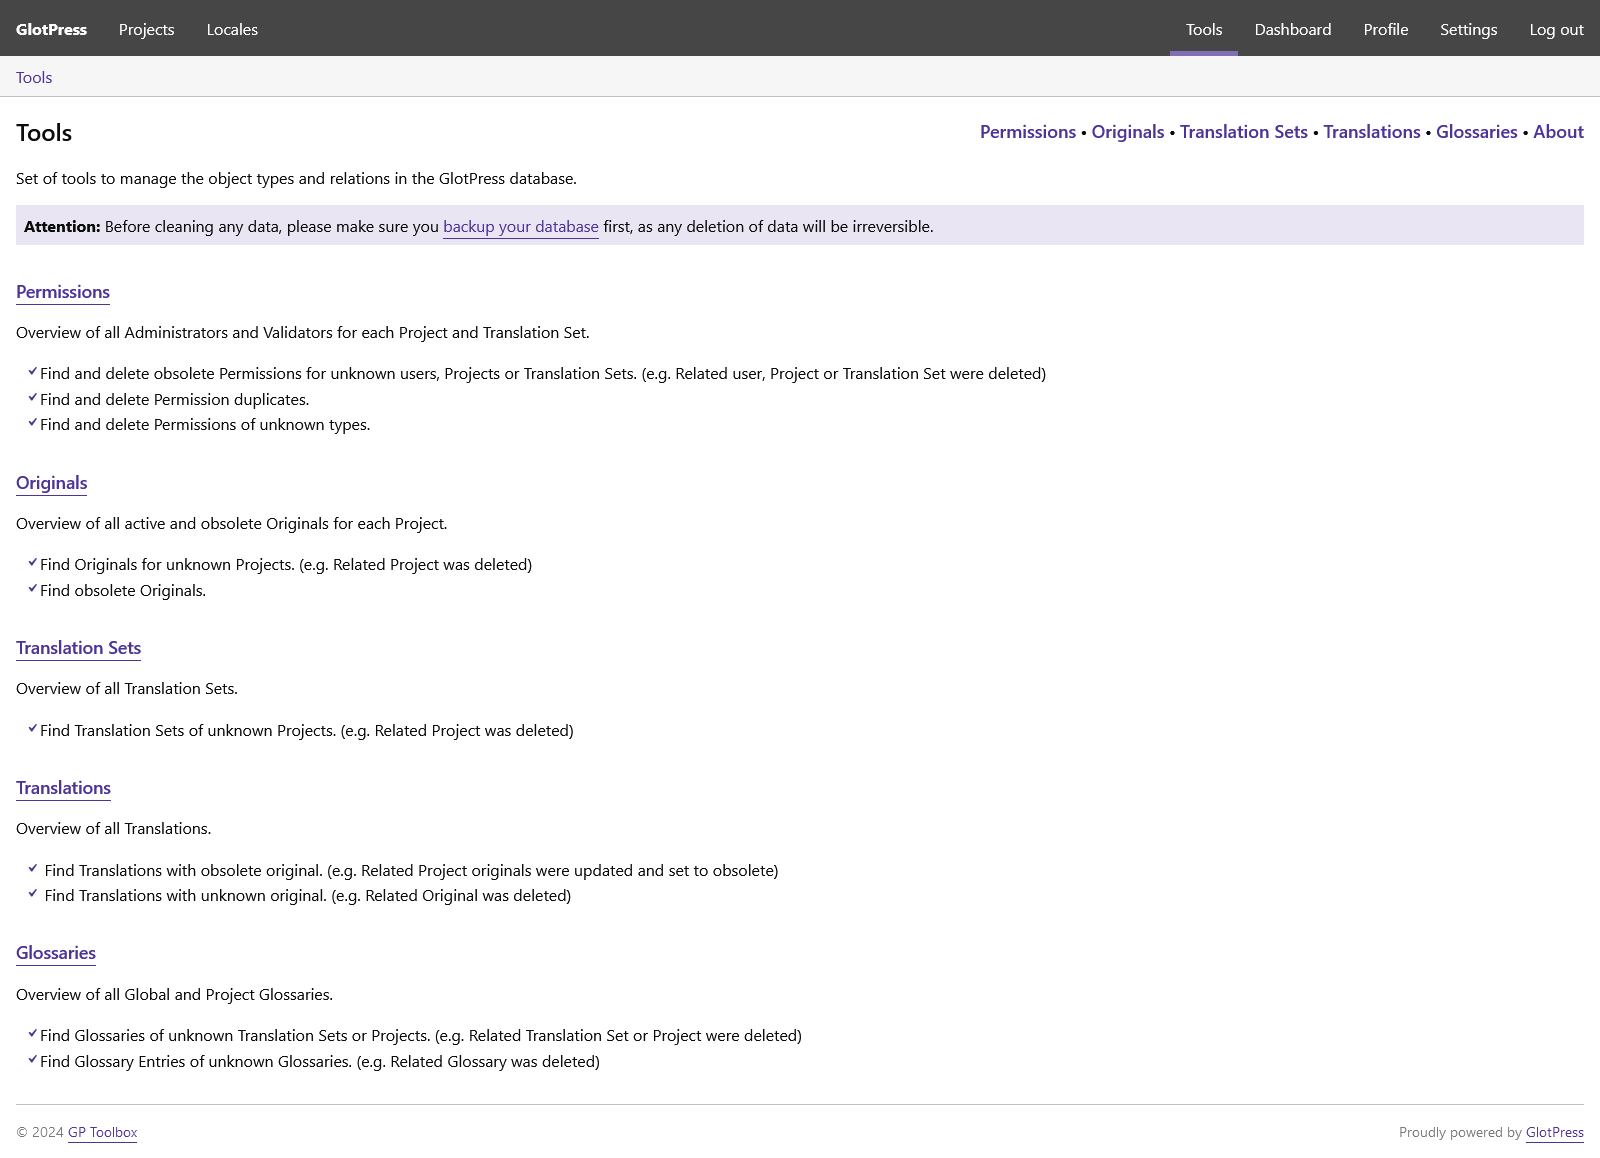 GlotPress Projects Locales Tools Dashboard Profile Settings Log out
Tools
Tools Permissions • Originals • Translation Sets • Translations • Glossaries • About
Set of tools to manage the object types and relations in the GlotPress database.
Attention: Before cleaning any data, please make sure you backup your database first, as any deletion of data will be irreversible.
Permissions
Overview of all Administrators and Validators for each Project and Translation Set.
Find and delete obsolete Permissions for unknown users, Projects or Translation Sets. (e.g. Related user, Project or Translation Set were deleted)
Find and delete Permission duplicates.
Find and delete Permissions of unknown types.
Originals
Overview of all active and obsolete Originals for each Project.
Find Originals for unknown Projects. (e.g. Related Project was deleted)
Find obsolete Originals.
Translation Sets
Overview of all Translation Sets.
Find Translation Sets of unknown Projects. (e.g. Related Project was deleted)
Translations
Overview of all Translations.
Find Translations with obsolete original. (e.g. Related Project originals were updated and set to obsolete)
Find Translations with unknown original. (e.g. Related Original was deleted)
Glossaries
Overview of all Global and Project Glossaries.
Find Glossaries of unknown Translation Sets or Projects. (e.g. Related Translation Set or Project were deleted)
Find Glossary Entries of unknown Glossaries. (e.g. Related Glossary was deleted)
© 2024 GP Toolbox Proudly powered by GlotPress